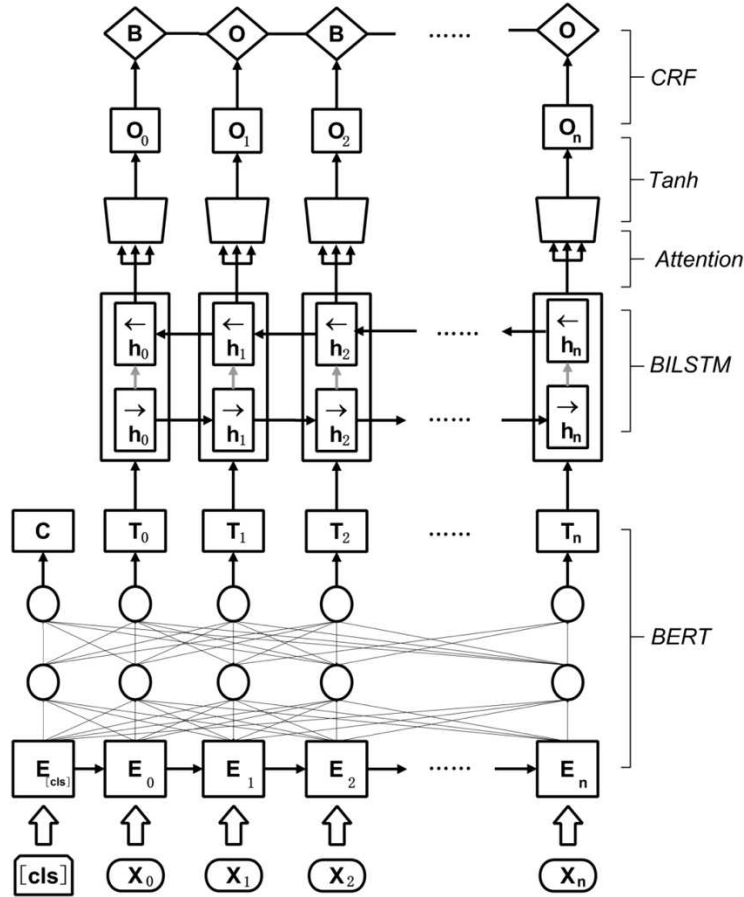 B O B ...... O
CRF
O0 O1 O2 On
Tanh
Attention
← ← ← ...... ←
h0 h1 h2 hn
BILSTM
→ → → ...... →
h0 h1 h2 hn
C T0 T1 T2 ...... Tn
BERT
E[cls] E0 E1 E2 ...... En
[cls] X0 X1 X2 Xn